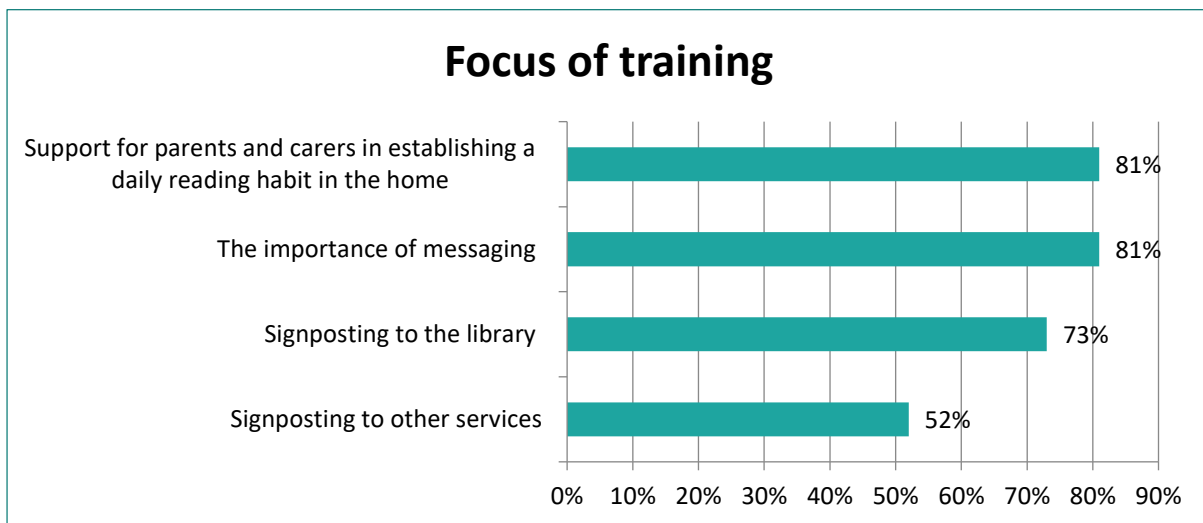 Focus of training
Support for parents and carers in establishing a
daily reading habit in the home
81%
The importance of messaging
81%
Signposting to the library
73%
Signposting to other services
52%
0% 10% 20% 30% 40% 50% 60% 70% 80% 90%